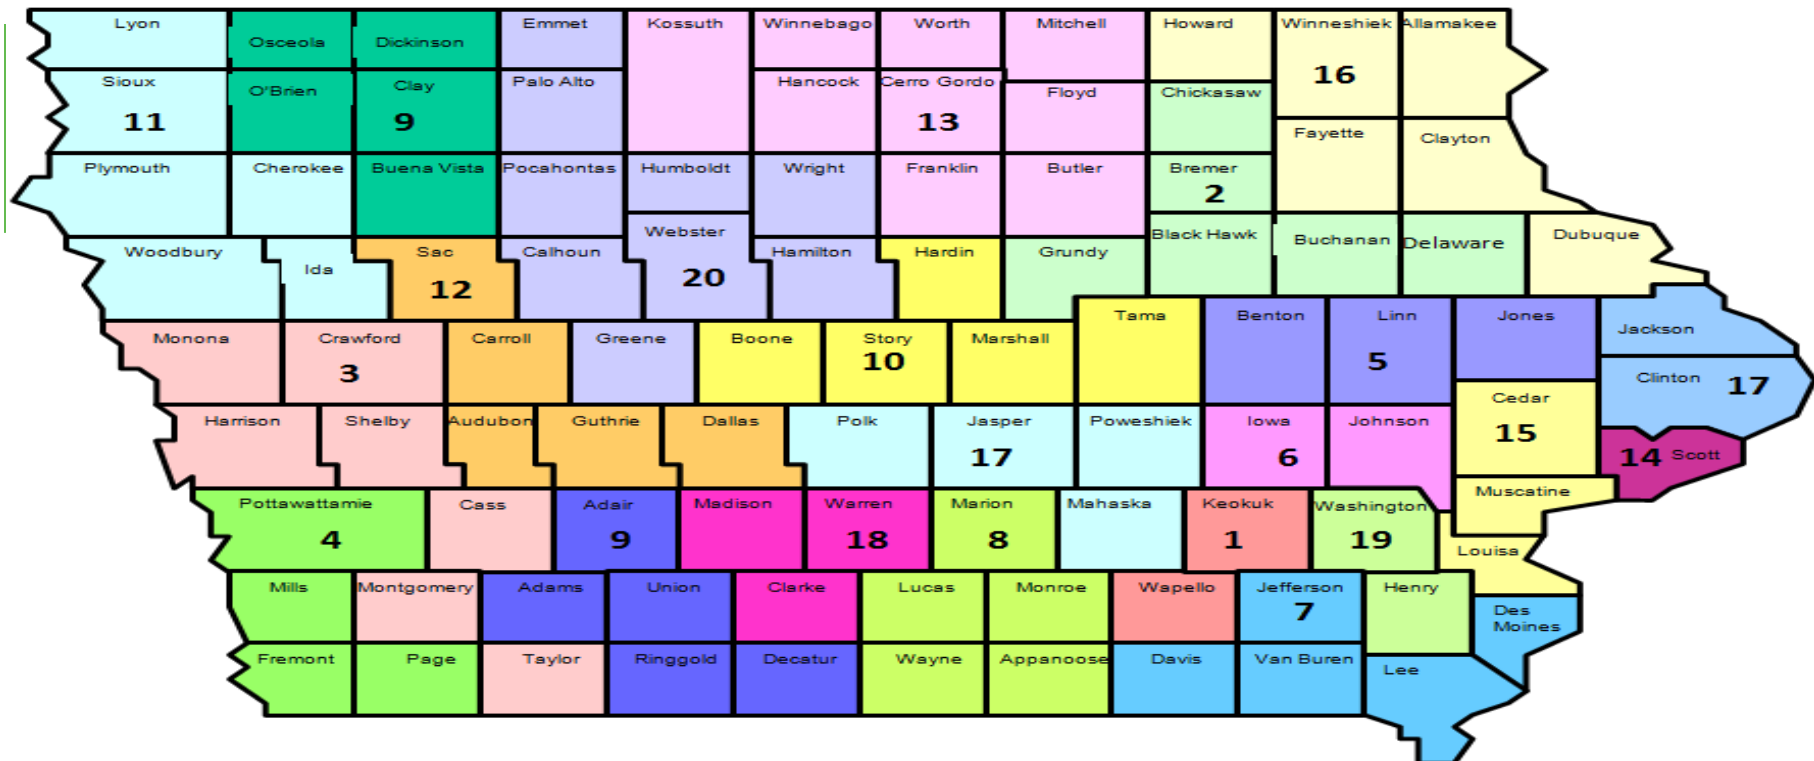 Lyon
Osceola
Dickinson
Emmet
Kossuth
Winnebago
Worth
Mitchell
Howard
Winneshiek
Allamakee
Sioux
11
O'Brien
Clay
9
Palo Alto
Hancock
Cerro Gordo
13
Floyd
Chickasaw
16
Fayette
Clayton
Plymouth
Cherokee
Buena Vista
Pocahontas
Humboldt
Wright
Franklin
Butler
Bremer
2
Woodbury
Ida
Sac
12
Calhoun
Webster
20
Hamilton
Hardin
Grundy
Black Hawk
Buchanan
Delaware
Dubuque
Monona
Crawford
3
Carroll
Greene
Boone
Story
10
Marshall
Tama
Benton
Linn
5
Jones
Jackson
Clinton
17
Harrison
Shelby
Audubon
Guthrie
Dallas
Polk
Jasper
17
Poweshiek
Iowa
6
Johnson
Cedar
15
14
Scott
Pottawattamie
4
Cass
Adair
9
Madison
Warren
18
Marion
8
Mahaska
Keokuk
1
Washington
19
Muscatine
Louisa
Mills
Montgomery
Adams
Union
Clarke
Lucas
Monroe
Wapello
Jefferson
7
Henry
Des
Moines
Fremont
Page
Taylor
Ringgold
Decatur
Wayne
Appanoose
Davis
Van Buren
Lee